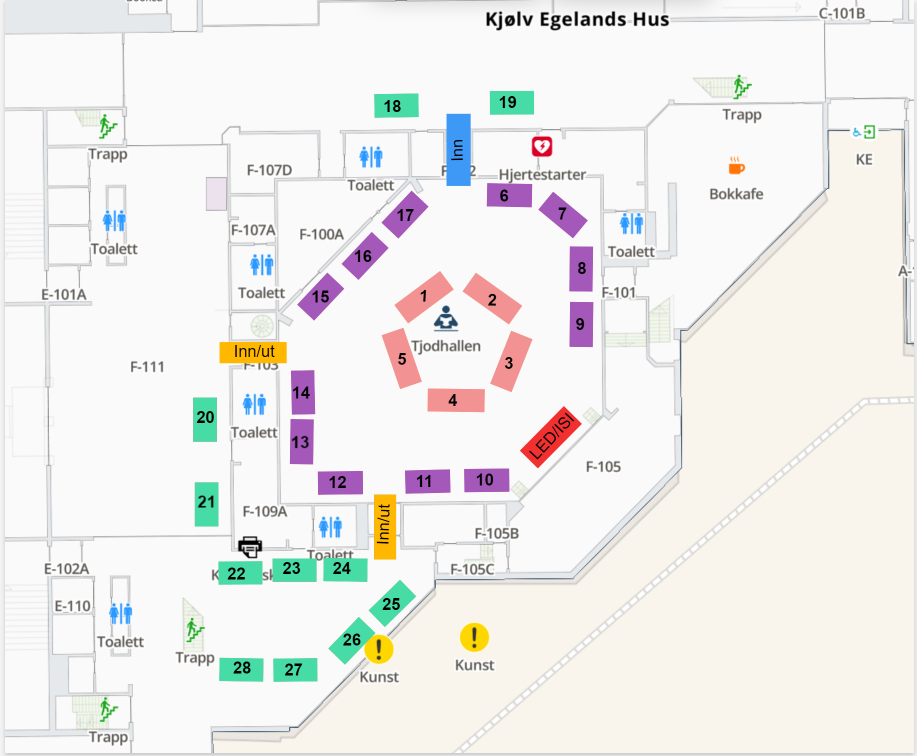 Kjølv Egelands Hus
C-101B
18
19
Trapp
Trapp
Inn
KE
F-107D
Toalett
Hjertestarter
Bokkafe
6
7
17
F-107A
F-100A
Toalett
Toalett
16
8
E-101A
Toalett
15
1
2
F-101
9
Tjodhallen
Inn/ut
F-103
5
3
F-111
14
4
20
Toalett
13
LED/ISI
F-105
12
11
10
21
F-109A
Inn/ut
F-105B
Toalett
E-102A
22
23
24
F-105C
E-110
25
Toalett
26
Trapp
Kunst
Kunst
28
27
Trapp